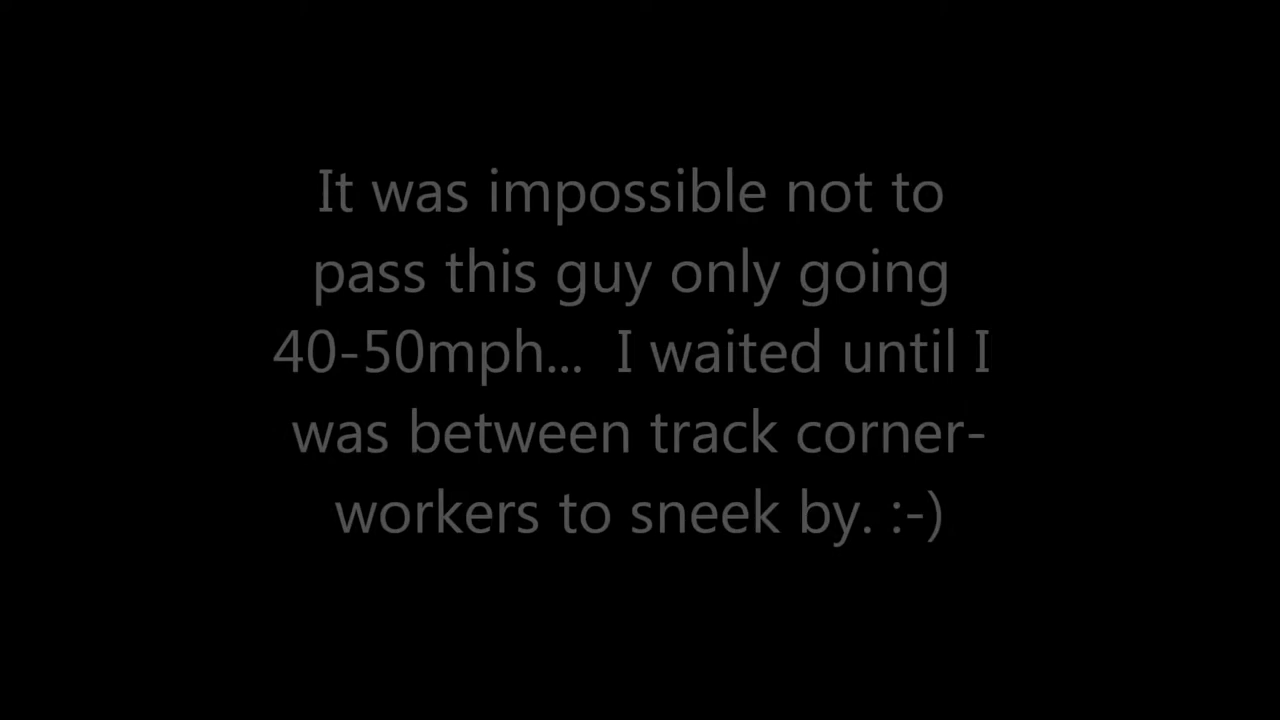 It was impossible not to
pass this guy only going
40-50mph...  I waited until I
was between track corner-
workers to sneek by. :-)